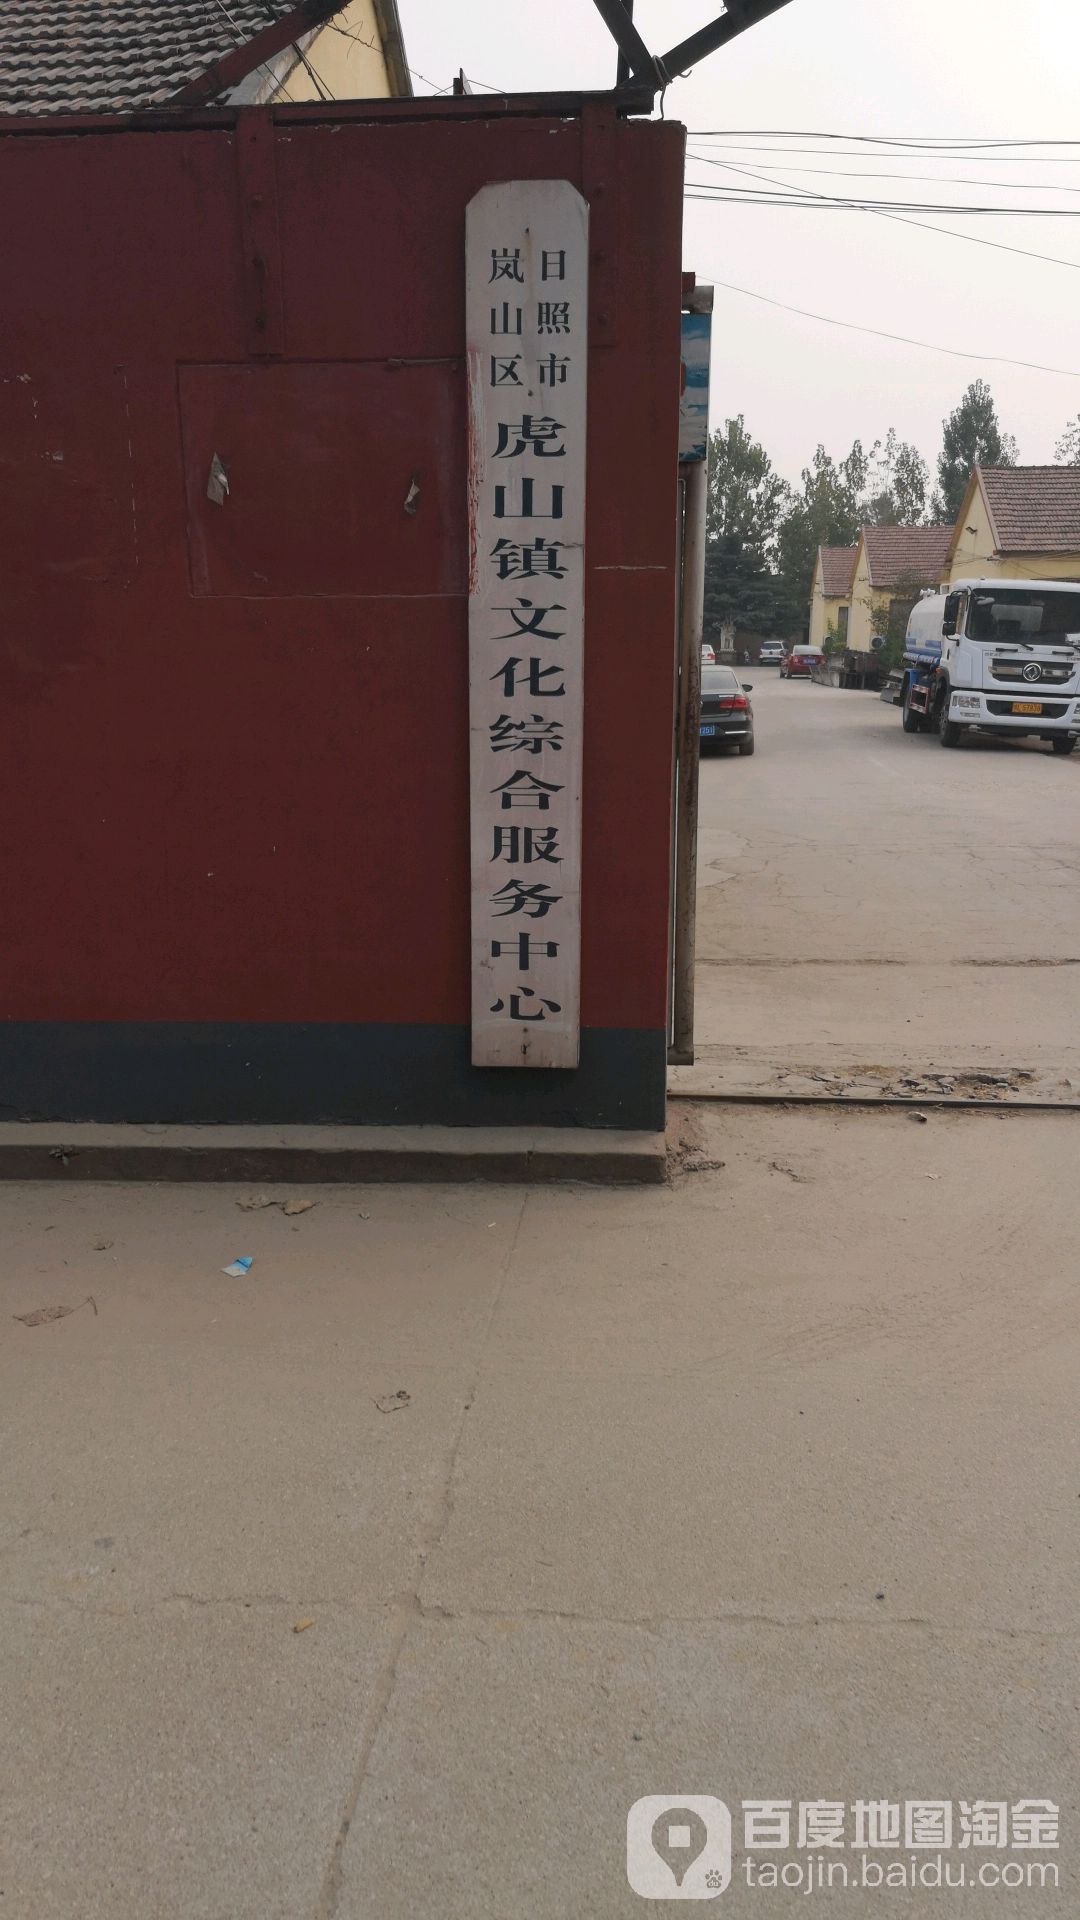 日照市
岚山区
虎山镇文化综合服务中心
百度地图淘金
taojin.baidu.com